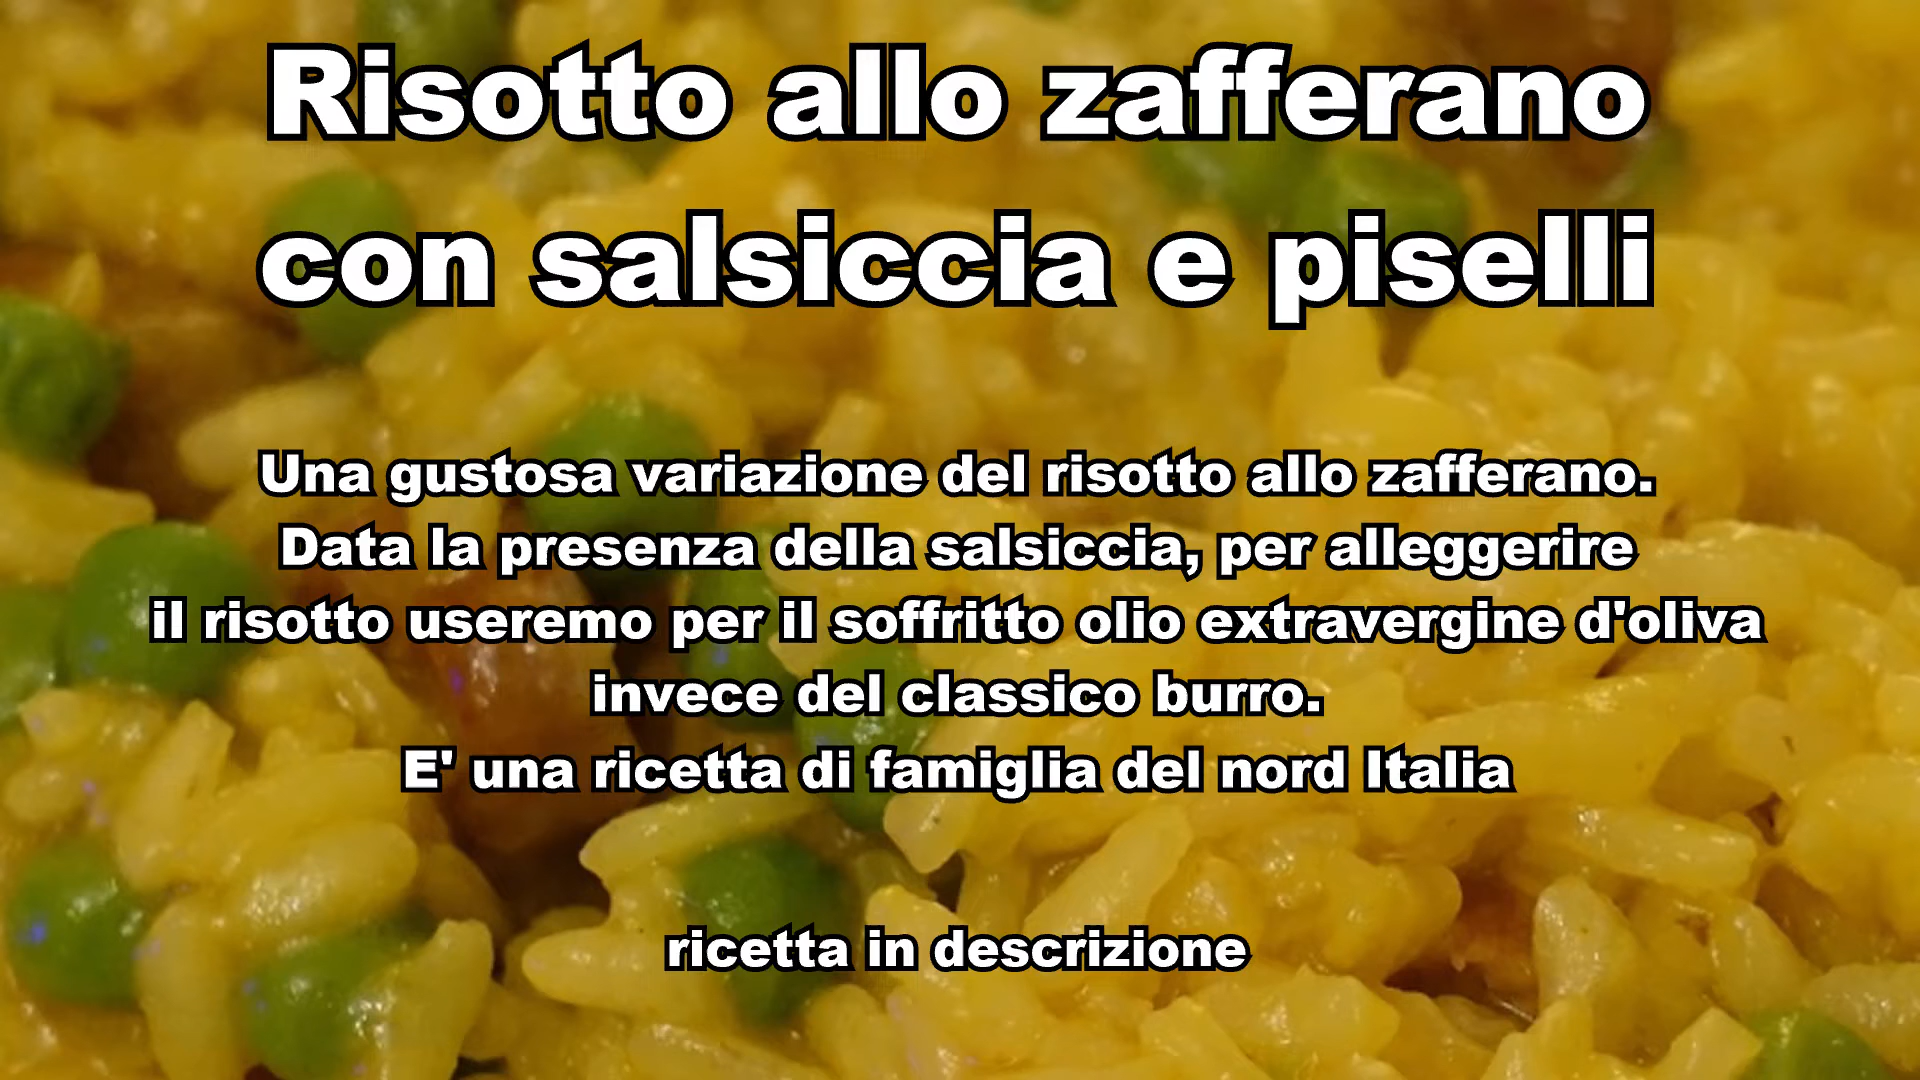 Risotto allo zafferano
con salsiccia e piselli
Una gustosa variazione del risotto allo zafferano.
Data la presenza della salsiccia, per alleggerire
il risotto useremo per il soffritto olio extravergine d'oliva
invece del classico burro.
E' una ricetta di famiglia del nord Italia
ricetta in descrizione